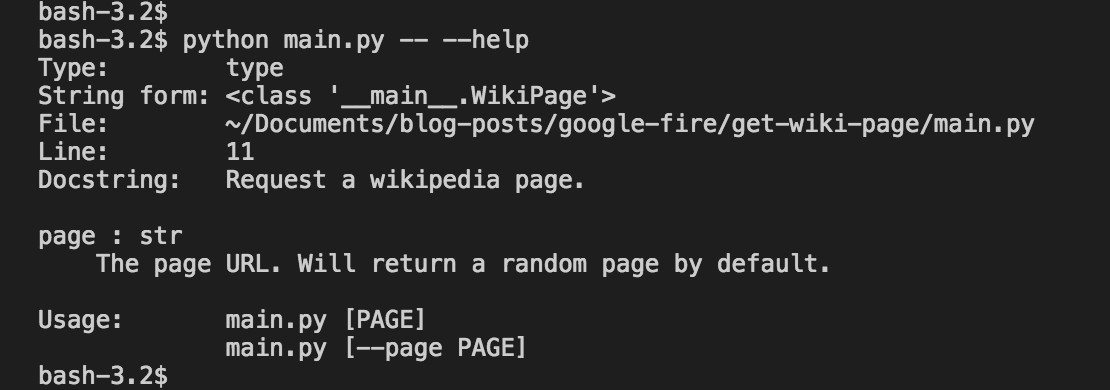 bash-3.2$
bash-3.2$ python main.py -- --help
Type:        type
String form: <class '__main__.WikiPage'>
File:        ~/Documents/blog-posts/google-fire/get-wiki-page/main.py
Line:        11
Docstring:   Request a wikipedia page.

page : str
    The page URL. Will return a random page by default.

Usage:       main.py [PAGE]
             main.py [--page PAGE]
bash-3.2$